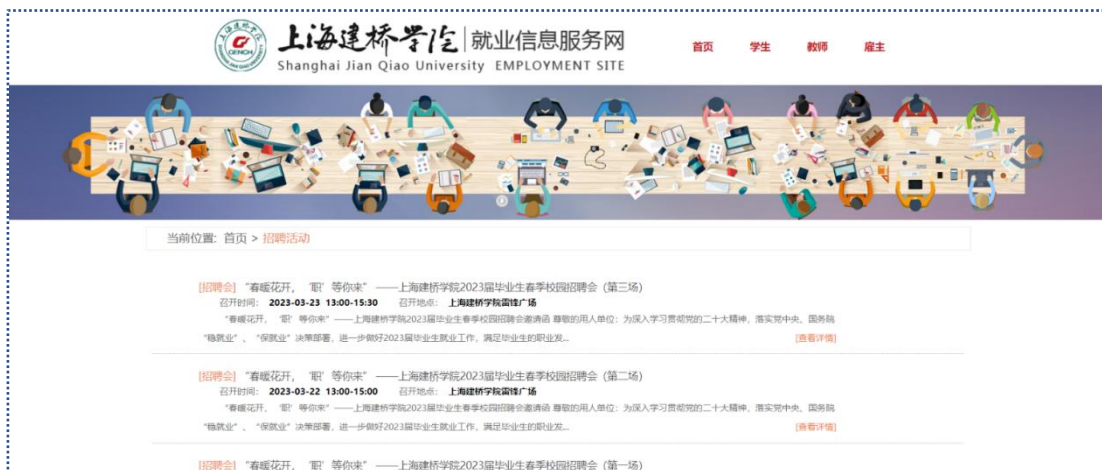 上海建桥学院 就业信息服务网
Shanghai Jian Qiao University EMPLOYMENT SITE
首页 学生 教师 雇主
当前位置: 首页 > 招聘活动
[招聘会] “春暖花开, ‘职’ 等你来” ——上海建桥学院2023届毕业生春季校园招聘会 (第三场)
召开时间: 2023-03-23 13:00-15:30 召开地点: 上海建桥学院雷锋广场
“春暖花开, ‘职’ 等你来” ——上海建桥学院2023届毕业生春季校园招聘会邀请函 尊敬的用人单位: 为深入学习贯彻党的二十大精神, 落实党中央、国务院
“稳就业” 、 “保就业” 决策部署, 进一步做好2023届毕业生就业工作, 满足毕业生的职业发... [查看详情]
[招聘会] “春暖花开, ‘职’ 等你来” ——上海建桥学院2023届毕业生春季校园招聘会 (第二场)
召开时间: 2023-03-22 13:00-15:00 召开地点: 上海建桥学院雷锋广场
“春暖花开, ‘职’ 等你来” ——上海建桥学院2023届毕业生春季校园招聘会邀请函 尊敬的用人单位: 为深入学习贯彻党的二十大精神, 落实党中央、国务院
“稳就业” 、 “保就业” 决策部署, 进一步做好2023届毕业生就业工作, 满足毕业生的职业发... [查看详情]
[招聘会] “春暖花开, ‘职’ 等你来” ——上海建桥学院2023届毕业生春季校园招聘会 (第一场)